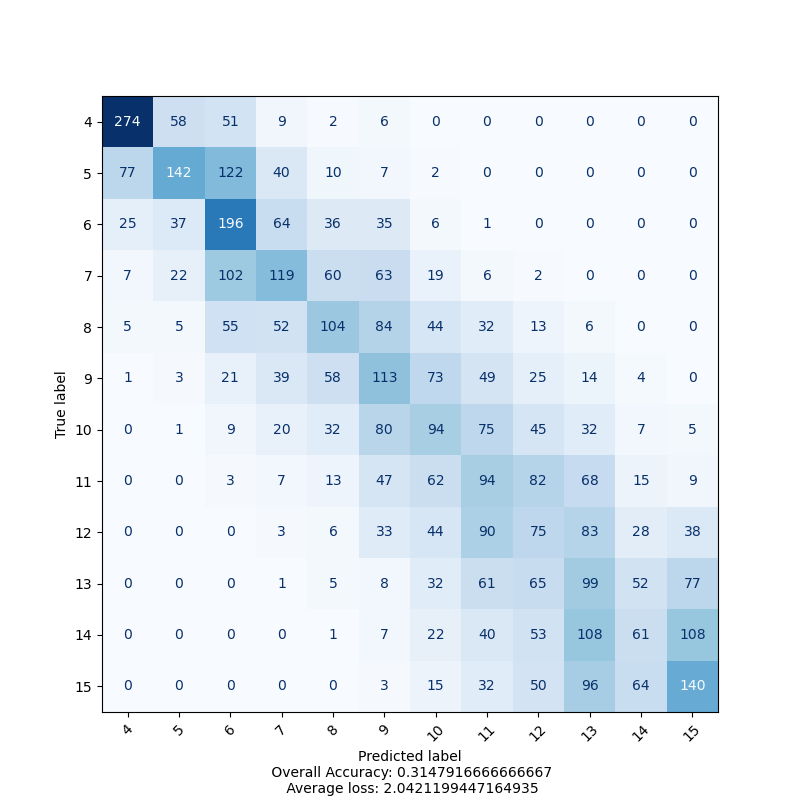 4 274 58 51 9 2 6 0 0 0 0 0 0
5 77 142 122 40 10 7 2 0 0 0 0 0
6 25 37 196 64 36 35 6 1 0 0 0 0
7 7 22 102 119 60 63 19 6 2 0 0 0
8 5 5 55 52 104 84 44 32 13 6 0 0
9 1 3 21 39 58 113 73 49 25 14 4 0
True label
10 0 1 9 20 32 80 94 75 45 32 7 5
11 0 0 3 7 13 47 62 94 82 68 15 9
12 0 0 0 3 6 33 44 90 75 83 28 38
13 0 0 0 1 5 8 32 61 65 99 52 77
14 0 0 0 0 1 7 22 40 53 108 61 108
15 0 0 0 0 0 3 15 32 50 96 64 140
4 5 6 7 8 9 10 11 12 13 14 15
Predicted label
Overall Accuracy: 0.3147916666666667
Average loss: 2.0421199447164935